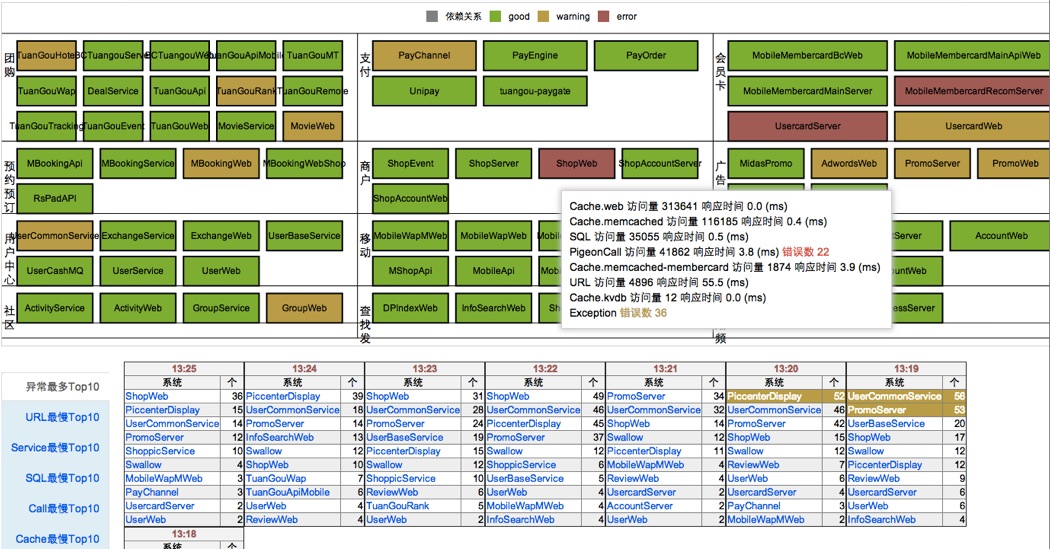 依赖关系 good warning error
团购 支付 会员卡
TuanGouHote TuanGouMT PayChannel PayEngine PayOrder MobileMembercardBcWeb MobileMembercardMainApiWeb
TuanGouWap DealService TuanGouApi TuanGouRank TuanGouRemote Unipay tuangou-paygate MobileMembercardMainServer MobileMembercardRecomServer
TuanGouTracking TuanGouEvent TuanGouWeb MovieService MovieWeb UsercardServer UsercardWeb
预约预订 商户 广告
MBookingApi MBookingService MBookingWeb MBookingWebShop ShopEvent ShopServer ShopWeb ShopAccountServer MidasPromo AdwordsWeb PromoServer PromoWeb
RsPadAPI ShopAccountWeb
用户中心 移动
UserCommonService ExchangeService ExchangeWeb UserBaseService MobileWapMWeb MobileWapWeb Mobil Server AccountWeb
UserCashMQ UserService UserWeb MShopApi MobileApi Mob untWeb
社区 查找发 频
ActivityService ActivityWeb GroupService GroupWeb DPIndexWeb InfoSearchWeb Sh essServer
Cache.web 访问量 313641 响应时间 0.0 (ms)
Cache.memcached 访问量 116185 响应时间 0.4 (ms)
SQL 访问量 35055 响应时间 0.5 (ms)
PigeonCall 访问量 41862 响应时间 3.8 (ms) 错误数 22
Cache.memcached-membercard 访问量 1874 响应时间 3.9 (ms)
URL 访问量 4896 响应时间 55.5 (ms)
Cache.kvdb 访问量 12 响应时间 0.0 (ms)
Exception 错误数 36
异常最多Top10
URL最慢Top10
Service最慢Top10
SQL最慢Top10
Call最慢Top10
Cache最慢Top10
13:25 13:24 13:23 13:22 13:21 13:20 13:19
系统 个 系统 个 系统 个 系统 个 系统 个 系统 个 系统 个
ShopWeb 36 PiccenterDisplay 39 ShopWeb 31 ShopWeb 49 PromoServer 34 PiccenterDisplay 52 UserCommonService 56
PiccenterDisplay 15 UserCommonService 18 UserCommonService 28 UserCommonService 46 UserCommonService 32 UserCommonService 46 PromoServer 53
UserCommonService 14 PromoServer 14 PromoServer 24 PiccenterDisplay 45 ShopWeb 14 PromoServer 42 UserBaseService 20
PromoServer 12 InfoSearchWeb 13 UserBaseService 19 PromoServer 37 Swallow 12 ShopWeb 15 ShopWeb 17
ShoppicService 10 Swallow 12 PiccenterDisplay 15 Swallow 12 PiccenterDisplay 11 Swallow 12 Swallow 12
Swallow 4 ShopWeb 10 Swallow 12 ShoppicService 6 MobileWapMWeb 4 ReviewWeb 7 PiccenterDisplay 12
MobileWapMWeb 3 TuanGouWap 7 ShoppicService 10 UserBaseService 5 ReviewWeb 4 UserWeb 6 ReviewWeb 9
PayChannel 3 TuanGouApiMobile 6 ReviewWeb 6 UserWeb 4 UsercardServer 4 UsercardServer 4 MobileWapMWeb 6
UsercardServer 2 UserWeb 4 TuanGouRank 5 MobileWapMWeb 4 AccountServer 2 PayChannel 3 UsercardServer 6
UserWeb 2 ReviewWeb 4 UserWeb 2 InfoSearchWeb 4 UserWeb 2 MobileWapMWeb 2 InfoSearchWeb 4
13:18
系统 个